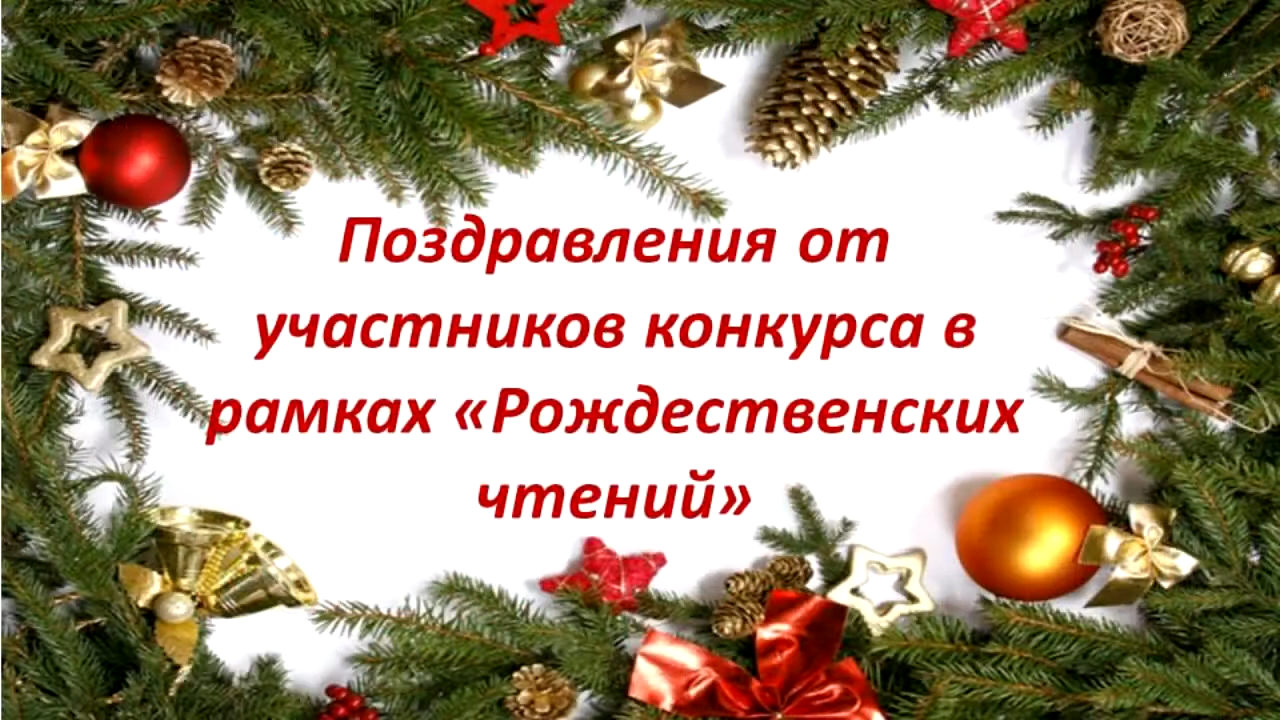 Поздравления от
участников конкурса в
рамках «Рождественских
чтений»